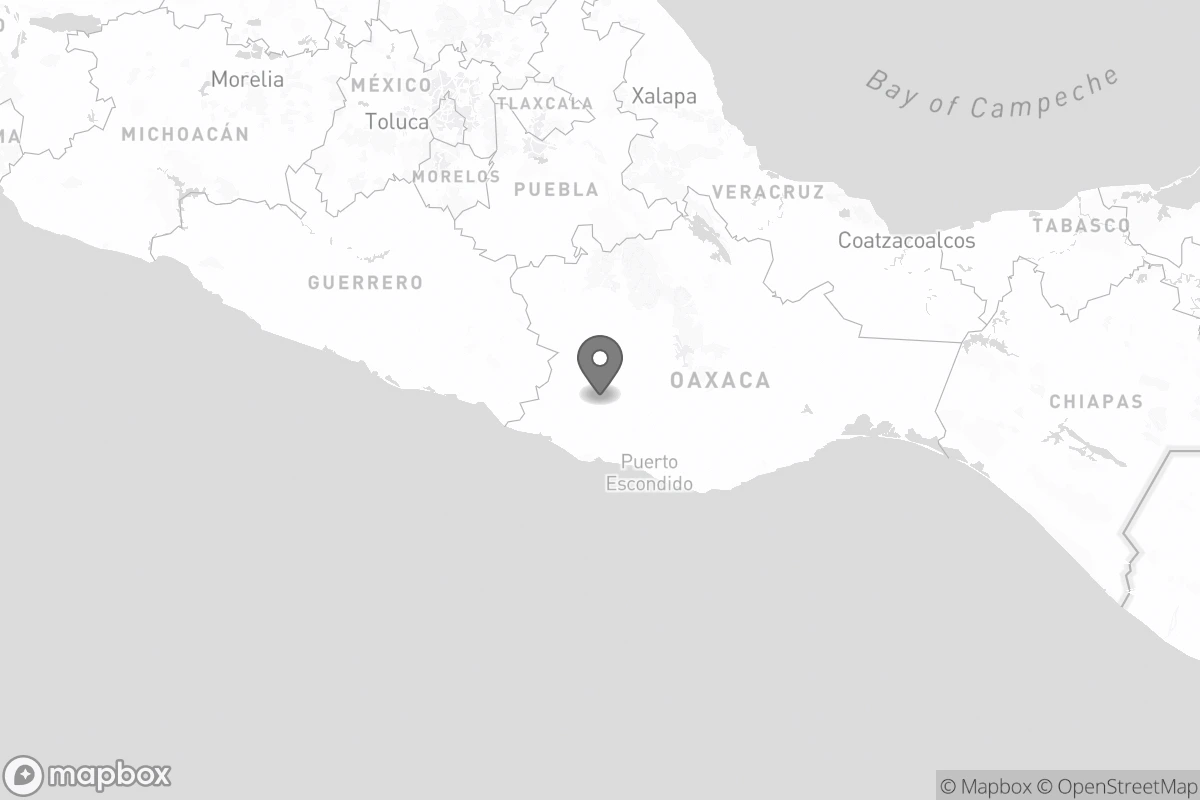 Morelia
MÉXICO
TLAXCALA
Xalapa
Bay of Campeche
Toluca
MICHOACÁN
MORELOS
PUEBLA
VERACRUZ
TABASCO
Coatzacoalcos
GUERRERO
OAXACA
CHIAPAS
Puerto
Escondido
mapbox
© Mapbox © OpenStreetMap